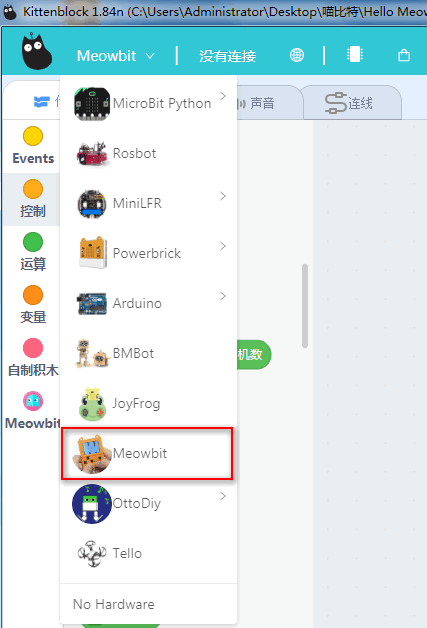 Kittenblock 1.84n (C:\Users\Administrator\Desktop\喵比特\Hello Meow
Meowbit
没有连接
声音
连线
Events
控制
运算
变量
自制积木
Meowbit
MicroBit Python
Rosbot
MiniLFR
Powerbrick
Arduino
BMBot
JoyFrog
Meowbit
OttoDiy
Tello
No Hardware
机数